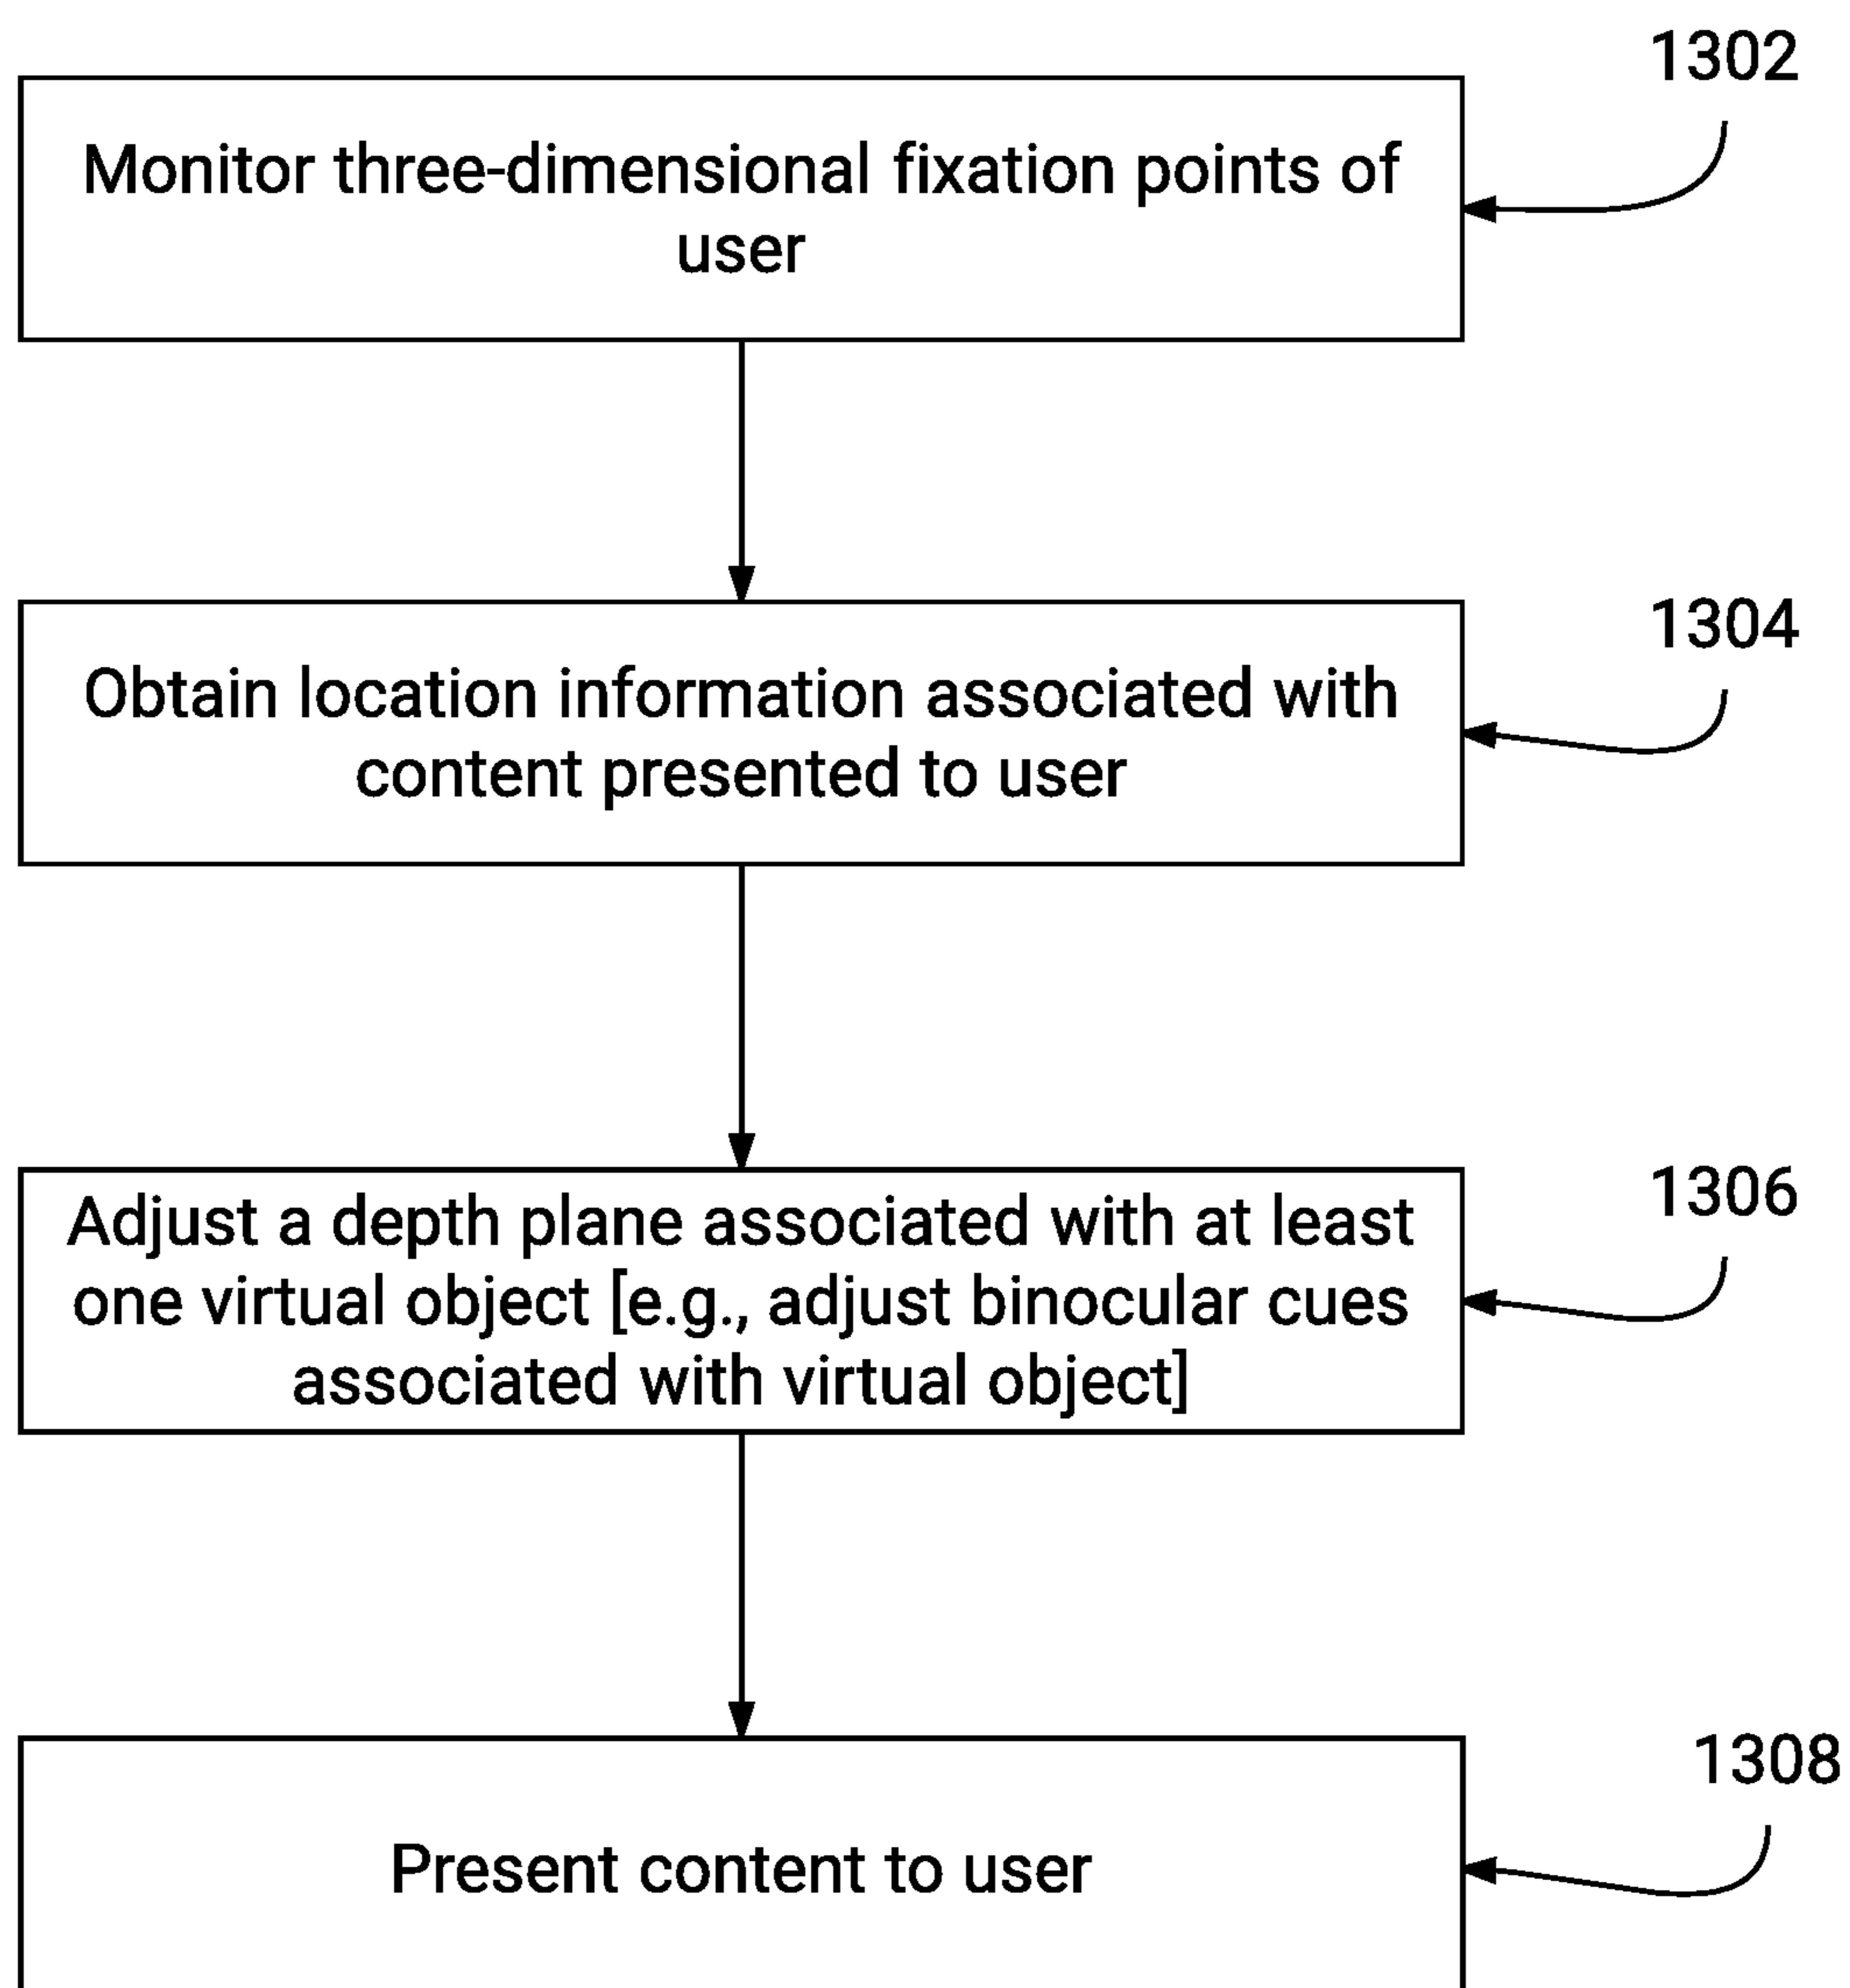 1302
Monitor three-dimensional fixation points of
user
1304
Obtain location information associated with
content presented to user
1306
Adjust a depth plane associated with at least
one virtual object [e.g., adjust binocular cues
associated with virtual object]
1308
Present content to user